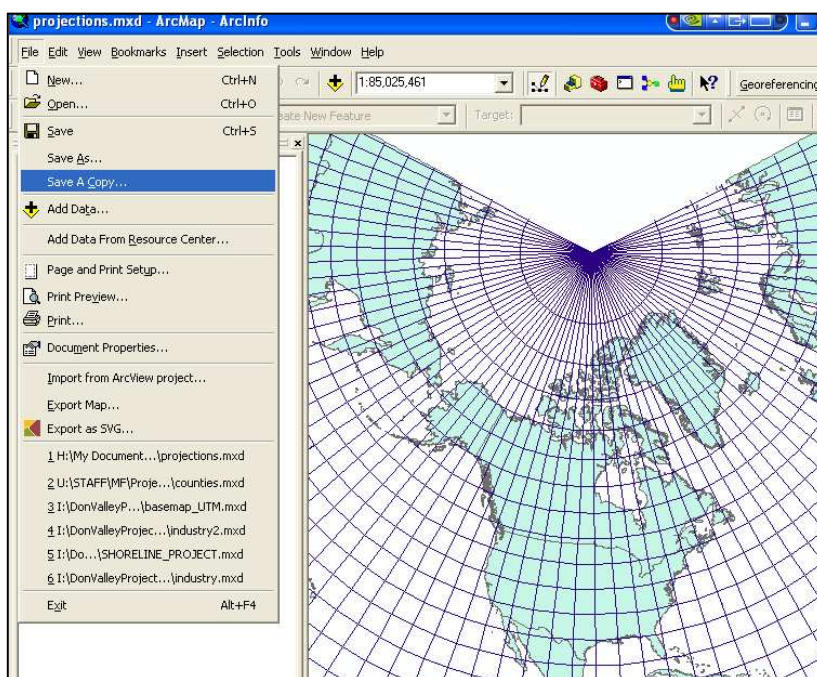 projections.mxd - ArcMap - ArcInfo
File Edit View Bookmarks Insert Selection Tools Window Help
New... Ctrl+N
1:85,025,461
Georeferencing
Open... Ctrl+O
New Feature
Target:
Save Ctrl+S
Save As...
Save A Copy...
Add Data...
Add Data From Resource Center...
Page and Print Setup...
Print Preview...
Print...
Document Properties...
Import from ArcView project...
Export Map...
Export as SVG...
1 H:\My Document...\projections.mxd
2 U:\STAFF\MF\Proje...\counties.mxd
3 I:\DonValleyP...\basemap_UTM.mxd
4 I:\DonValleyProjec...\industry2.mxd
5 I:\Do...\SHORELINE_PROJECT.mxd
6 I:\DonValleyProject...\industry.mxd
Exit Alt+F4